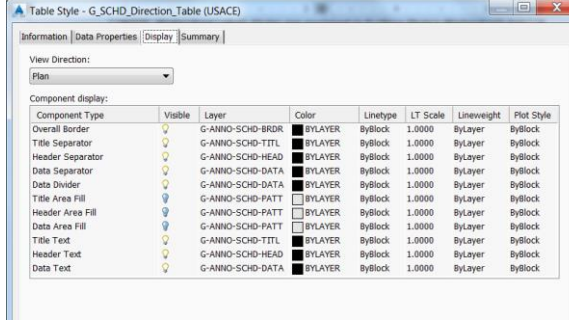 Table Style - G_SCHD_Direction_Table (USACE)
Information Data Properties Display Summary
View Direction:
Plan
Component display:
Component Type Visible Layer Color Linetype LT Scale Lineweight Plot Style
Overall Border G-ANNO-SCHD-BRDR BYLAYER ByBlock 1.0000 ByLayer ByBlock
Title Separator G-ANNO-SCHD-TITL BYLAYER ByBlock 1.0000 ByLayer ByBlock
Header Separator G-ANNO-SCHD-HEAD BYLAYER ByBlock 1.0000 ByLayer ByBlock
Data Separator G-ANNO-SCHD-DATA BYLAYER ByBlock 1.0000 ByLayer ByBlock
Data Divider G-ANNO-SCHD-DATA BYLAYER ByBlock 1.0000 ByLayer ByBlock
Title Area Fill G-ANNO-SCHD-PATT BYLAYER ByBlock 1.0000 ByLayer ByBlock
Header Area Fill G-ANNO-SCHD-PATT BYLAYER ByBlock 1.0000 ByLayer ByBlock
Data Area Fill G-ANNO-SCHD-PATT BYLAYER ByBlock 1.0000 ByLayer ByBlock
Title Text G-ANNO-SCHD-TITL BYLAYER ByBlock 1.0000 ByLayer ByBlock
Header Text G-ANNO-SCHD-HEAD BYLAYER ByBlock 1.0000 ByLayer ByBlock
Data Text G-ANNO-SCHD-DATA BYLAYER ByBlock 1.0000 ByLayer ByBlock